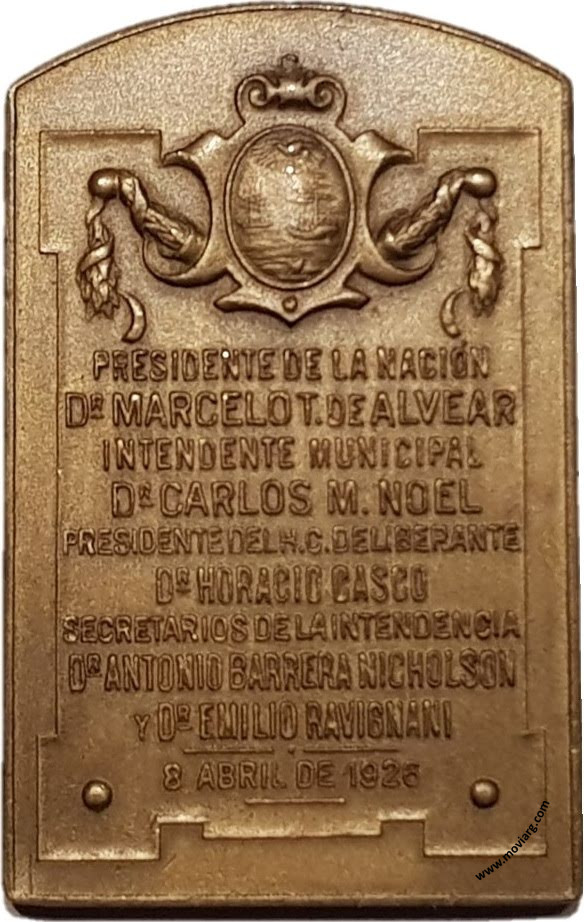 PRESIDENTE DE LA NACIÓN
DR MARCELO T. DE ALVEAR
INTENDENTE MUNICIPAL
DR CARLOS M. NOEL
PRESIDENTE DEL H. C. DELIBERANTE
DR HORACIO CASCO
SECRETARIOS DE LA INTENDENCIA
DR ANTONIO BARRERA NICHOLSON
Y DR EMILIO RAVIGNANI
8 ABRIL DE 1926
www.moviarg.com